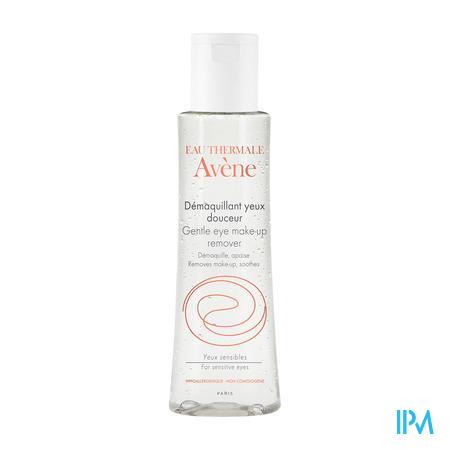 EAU THERMALE
Avène
Démaquillant yeux
douceur
Gentle eye make-up
remover
Démaquille, apaise
Removes make-up, soothes
Yeux sensibles
For sensitive eyes
HYPOALLERGÉNIQUE - NON COMÉDOGÈNE
PARIS
IPM